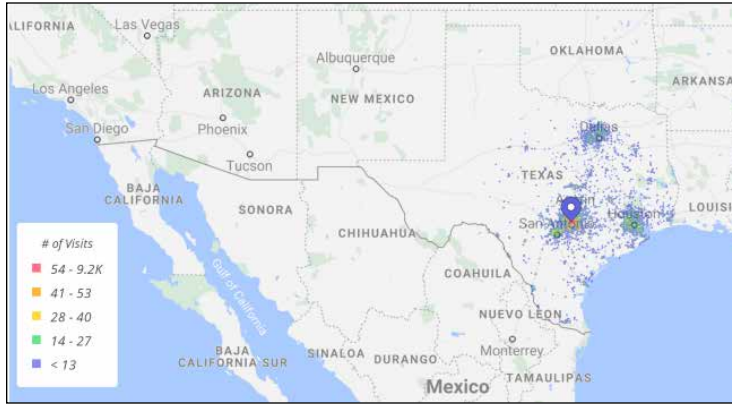 ALIFORNIA
Las Vegas
Los Angeles
San Diego
ARIZONA
Phoenix
Tucson
Albuquerque
NEW MEXICO
OKLAHOMA
ARKANSA
Dallas
TEXAS
Austin
San Antonio
Houston
LOUISI
BAJA
CALIFORNIA
SONORA
CHIHUAHUA
COAHUILA
Gulf of California
NUEVO LEON
BAJA
CALIFORNIA SUR
SINALOA
DURANGO
Monterrey
TAMAULIPAS
Mexico
# of Visits
54 - 9.2K
41 - 53
28 - 40
14 - 27
< 13